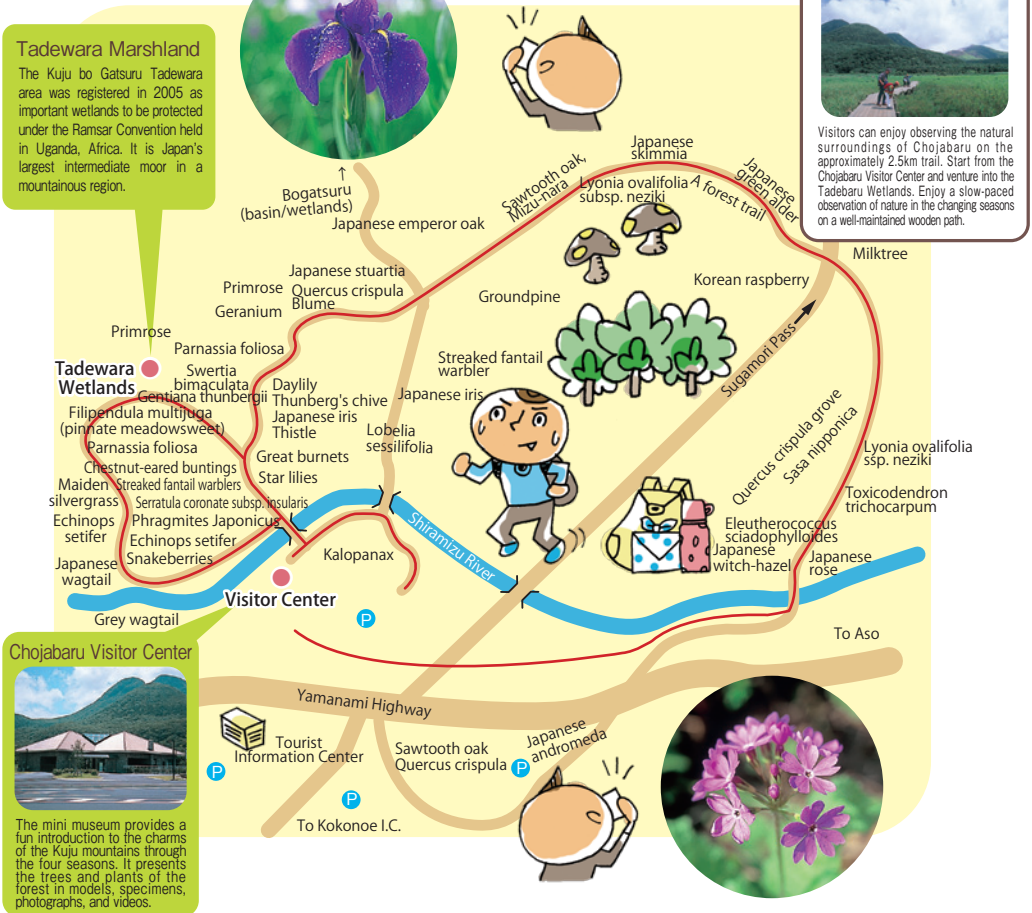 Tadewara Marshland
The Kuju bo Gatsuru Tadewara
area was registered in 2005 as
important wetlands to be protected
under the Ramsar Convention held
in Uganda, Africa. It is Japan's
largest intermediate moor in a
mountainous region.
Visitors can enjoy observing the natural
surroundings of Chojabaru on the
approximately 2.5km trail. Start from the
Chojabaru Visitor Center and venture into the
Tadebaru Wetlands. Enjoy a slow-paced
observation of nature in the changing seasons
on a well-maintained wooden path.
↑
Bogatsuru
(basin/wetlands)
Japanese emperor oak
Sawtooth oak,
Mizu-nara
Japanese
skimmia
Lyonia ovalifolia
subsp. neziki
A forest trail
Japanese
green alder
Milktree
Korean raspberry
Groundpine
Japanese stuartia
Primrose
Quercus crispula
Blume
Geranium
Primrose
Parnassia foliosa
Tadewara
Wetlands
Swertia
bimaculata
Gentiana thunbergii
Daylily
Thunberg's chive
Japanese iris
Thistle
Streaked fantail
warbler
Japanese iris
Sugamori Pass
Filipendula multijuga
(pinnate meadowsweet)
Parnassia foliosa
Lobelia
sessilifolia
Great burnets
Star lilies
Chestnut-eared buntings
Maiden
silvergrass
Streaked fantail warblers
Serratula coronate subsp. insularis
Echinops
setifer
Phragmites Japonicus
Echinops setifer
Snakeberries
Japanese
wagtail
Kalopanax
Shiramizu River
Quercus crispula grove
Sasa nipponica
Lyonia ovalifolia
ssp. neziki
Toxicodendron
trichocarpum
Eleutherococcus
sciadophylloides
Japanese
witch-hazel
Japanese
rose
Visitor Center
Grey wagtail
P
To Aso
Chojabaru Visitor Center
The mini museum provides a
fun introduction to the charms
of the Kuju mountains through
the four seasons. It presents
the trees and plants of the
forest in models, specimens,
photographs, and videos.
Yamanami Highway
Tourist
Information Center
P
Sawtooth oak
Quercus crispula
P
Japanese
andromeda
P
To Kokonoe I.C.